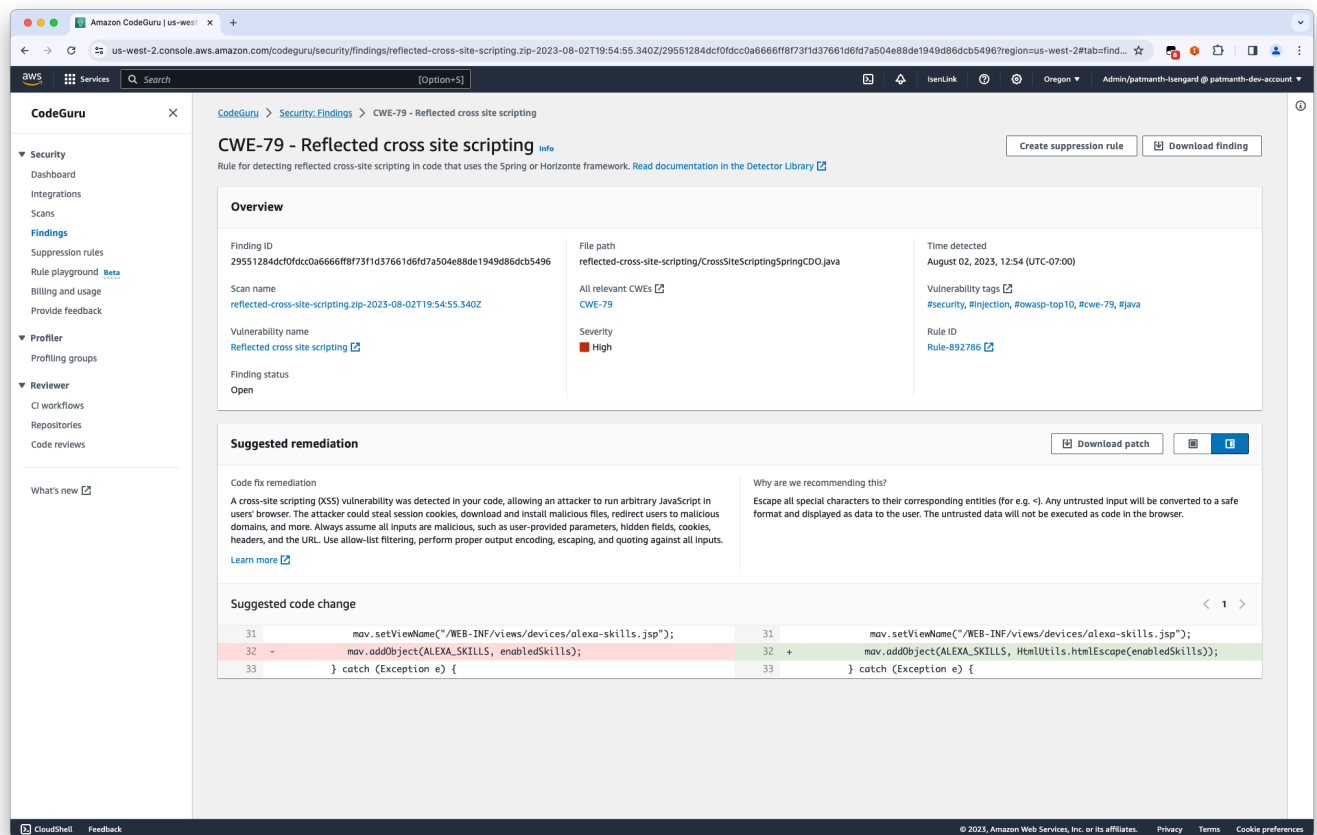 Amazon CodeGuru | us-west
us-west-2.console.aws.amazon.com/codeguru/security/findings/reflected-cross-site-scripting.zip-2023-08-02T19:54:55.340Z/29551284dcf0fdcc0a6666ff8f73f1d37661d6fd7a504e88de1949d86dcb5496?region=us-west-2#tab=find...
aws Services Search [Option+S] IsenLink Oregon Admin/patmanth-Isengard @ patmanth-dev-account
CodeGuru
Security
Dashboard
Integrations
Scans
Findings
Suppression rules
Rule playground Beta
Billing and usage
Provide feedback
Profiler
Profiling groups
Reviewer
CI workflows
Repositories
Code reviews
What's new
CodeGuru > Security: Findings > CWE-79 - Reflected cross site scripting
CWE-79 - Reflected cross site scripting Info
Create suppression rule
Download finding
Rule for detecting reflected cross-site scripting in code that uses the Spring or Horizonte framework. Read documentation in the Detector Library
Overview
Finding ID
29551284dcf0fdcc0a6666ff8f73f1d37661d6fd7a504e88de1949d86dcb5496
Scan name
reflected-cross-site-scripting.zip-2023-08-02T19:54:55.340Z
Vulnerability name
Reflected cross site scripting
Finding status
Open
File path
reflected-cross-site-scripting/CrossSiteScriptingSpringCDO.java
All relevant CWEs
CWE-79
Severity
High
Time detected
August 02, 2023, 12:54 (UTC-07:00)
Vulnerability tags
#security, #injection, #owasp-top10, #cwe-79, #java
Rule ID
Rule-892786
Suggested remediation
Download patch
Code fix remediation
A cross-site scripting (XSS) vulnerability was detected in your code, allowing an attacker to run arbitrary JavaScript in
users' browser. The attacker could steal session cookies, download and install malicious files, redirect users to malicious
domains, and more. Always assume all inputs are malicious, such as user-provided parameters, hidden fields, cookies,
headers, and the URL. Use allow-list filtering, perform proper output encoding, escaping, and quoting against all inputs.
Learn more
Why are we recommending this?
Escape all special characters to their corresponding entities (for e.g. <). Any untrusted input will be converted to a safe
format and displayed as data to the user. The untrusted data will not be executed as code in the browser.
Suggested code change
< 1 >
31 mav.setViewName("/WEB-INF/views/devices/alexa-skills.jsp");
32 - mav.addObject(ALEXA_SKILLS, enabledSkills);
33 } catch (Exception e) {
31 mav.setViewName("/WEB-INF/views/devices/alexa-skills.jsp");
32 + mav.addObject(ALEXA_SKILLS, HtmlUtils.htmlEscape(enabledSkills));
33 } catch (Exception e) {
CloudShell Feedback © 2023, Amazon Web Services, Inc. or its affiliates. Privacy Terms Cookie preferences